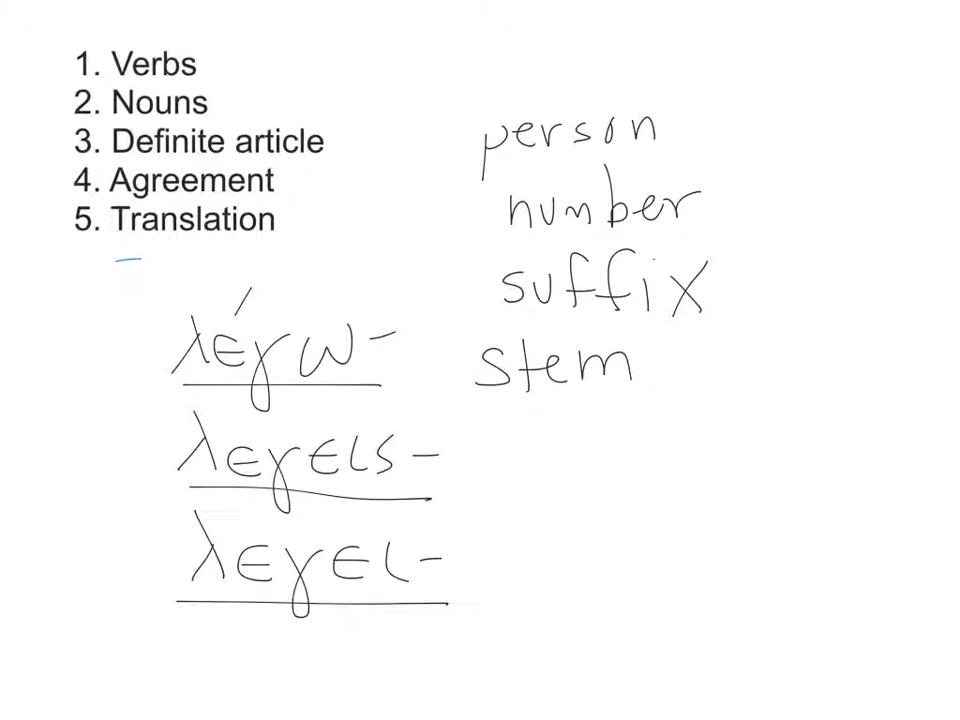 1. Verbs
2. Nouns
3. Definite article
4. Agreement
5. Translation
person
number
suffix
stem
λέγω-
λεγεις-
λεγει-